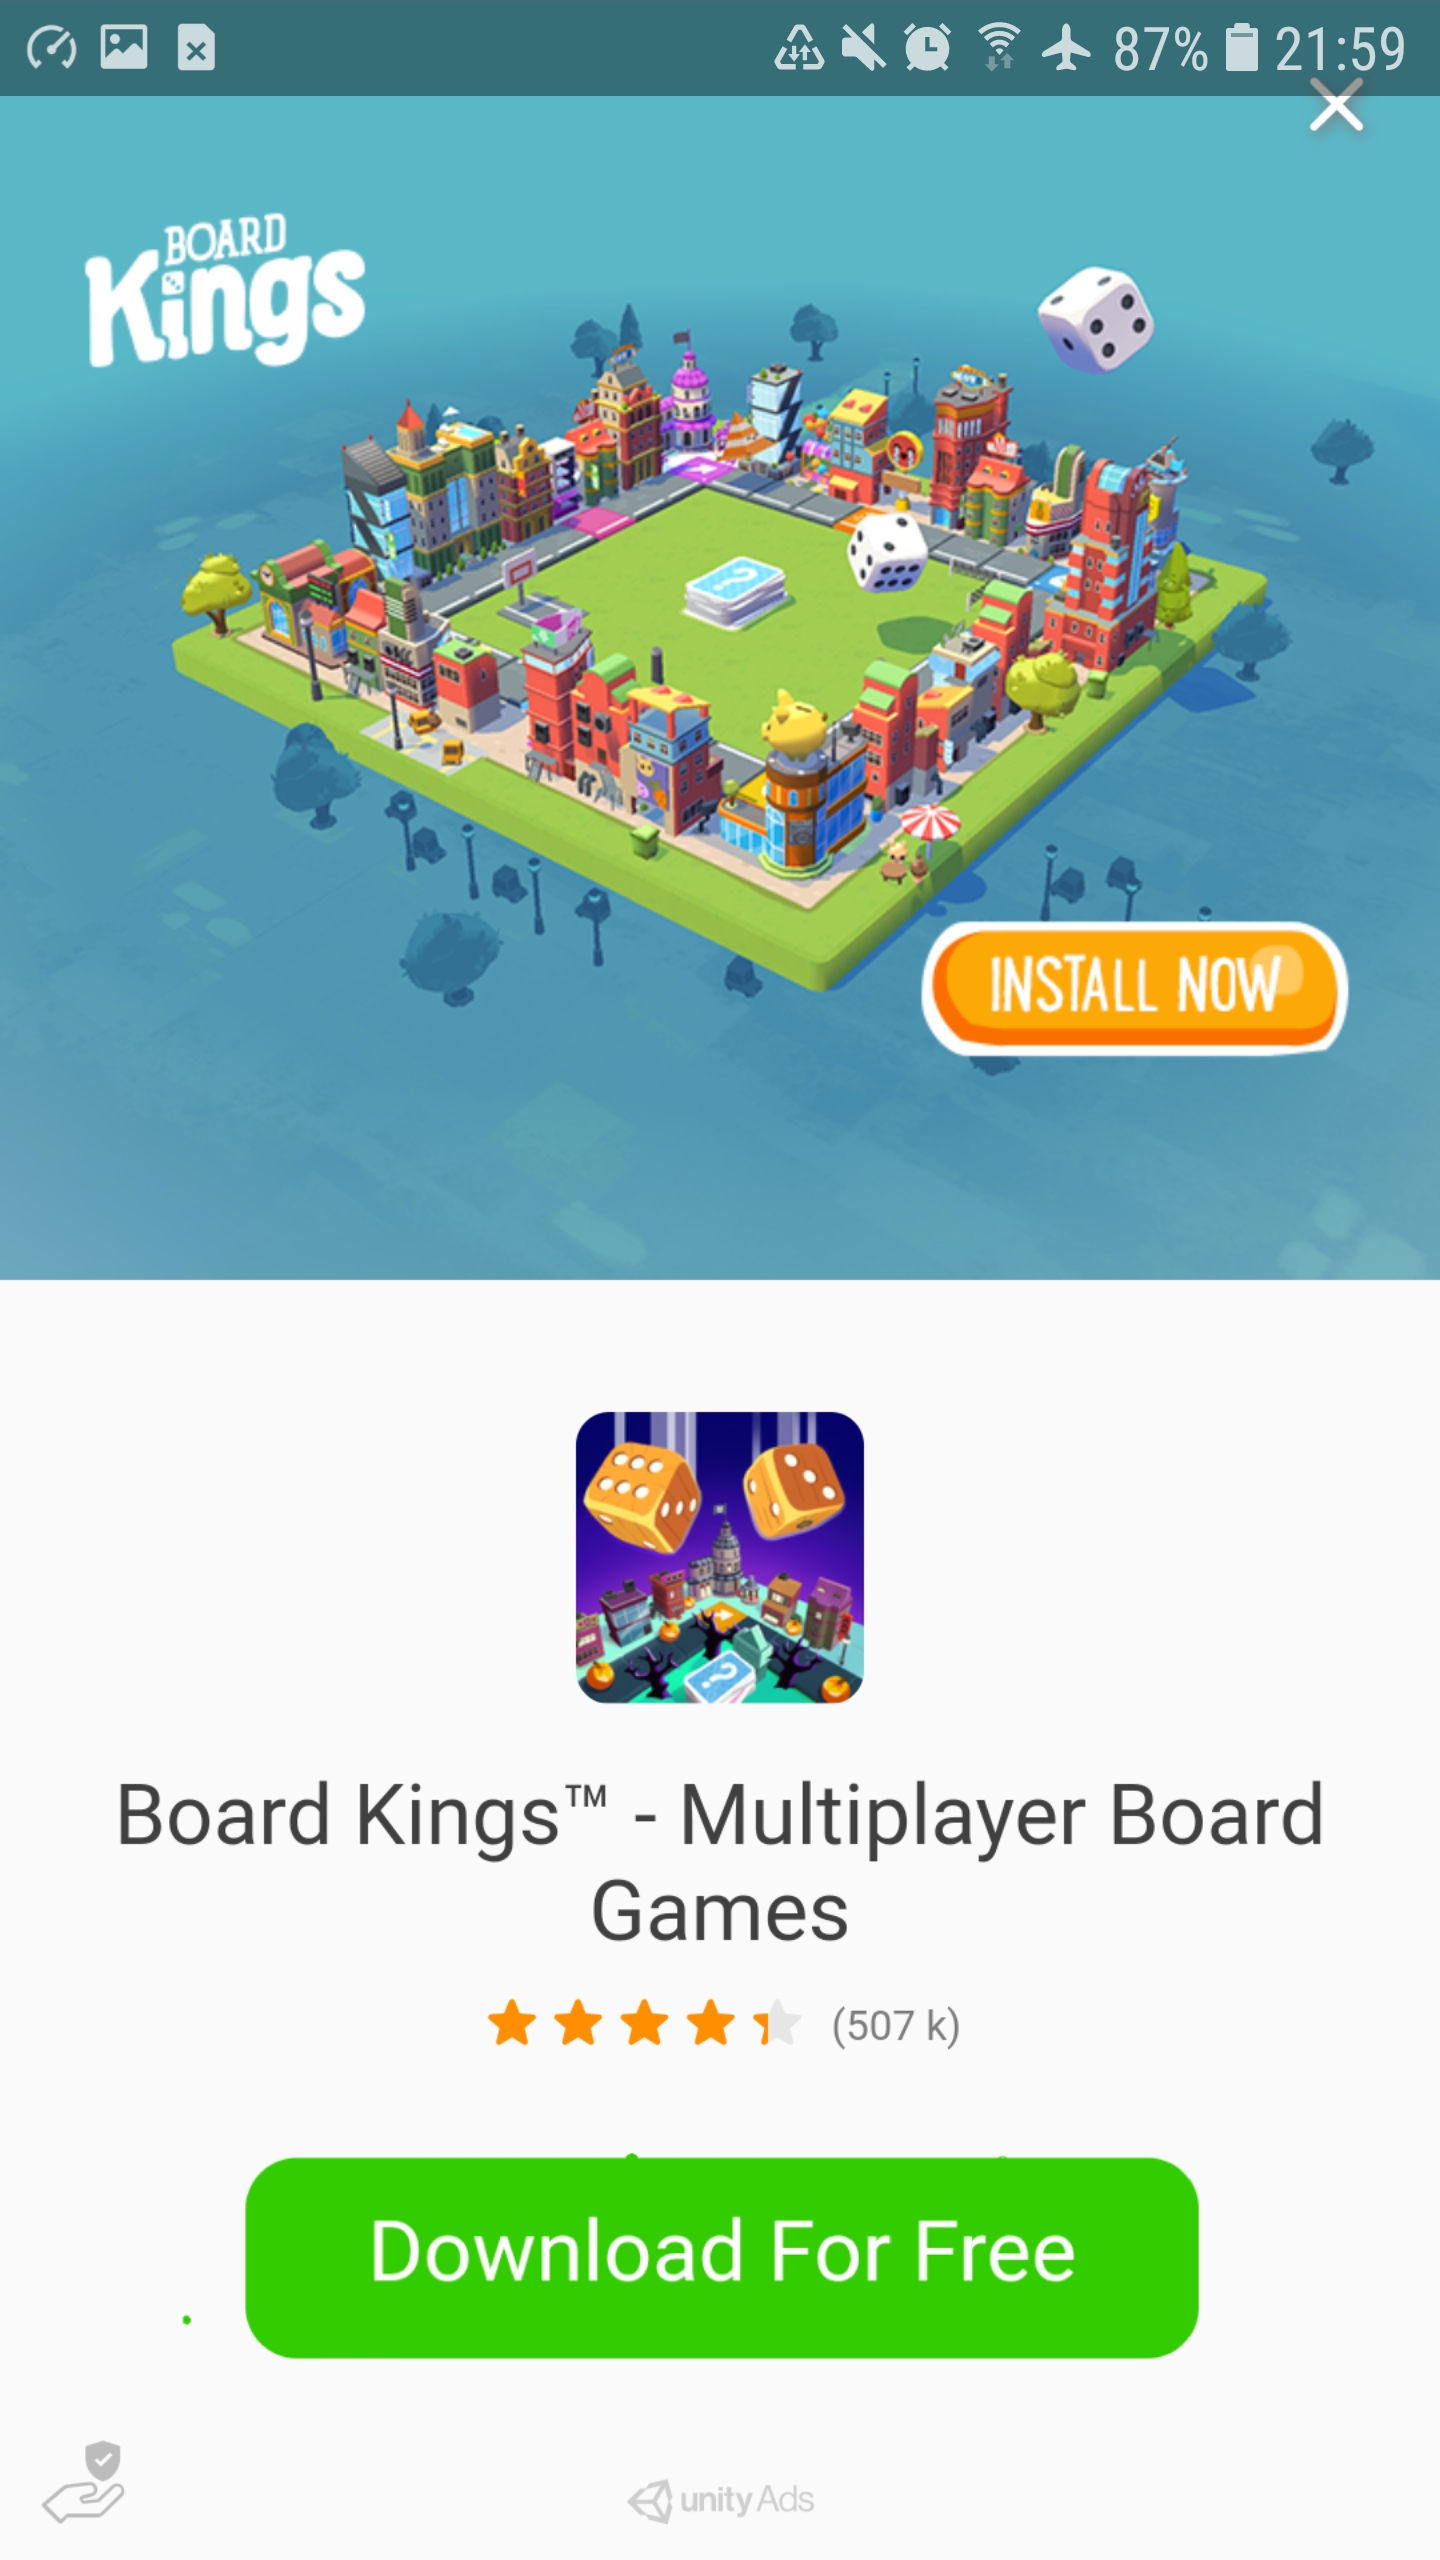 87% 21:59
BOARD
Kings
INSTALL NOW
Board Kings™ - Multiplayer Board
Games
(507 k)
Download For Free
unity Ads